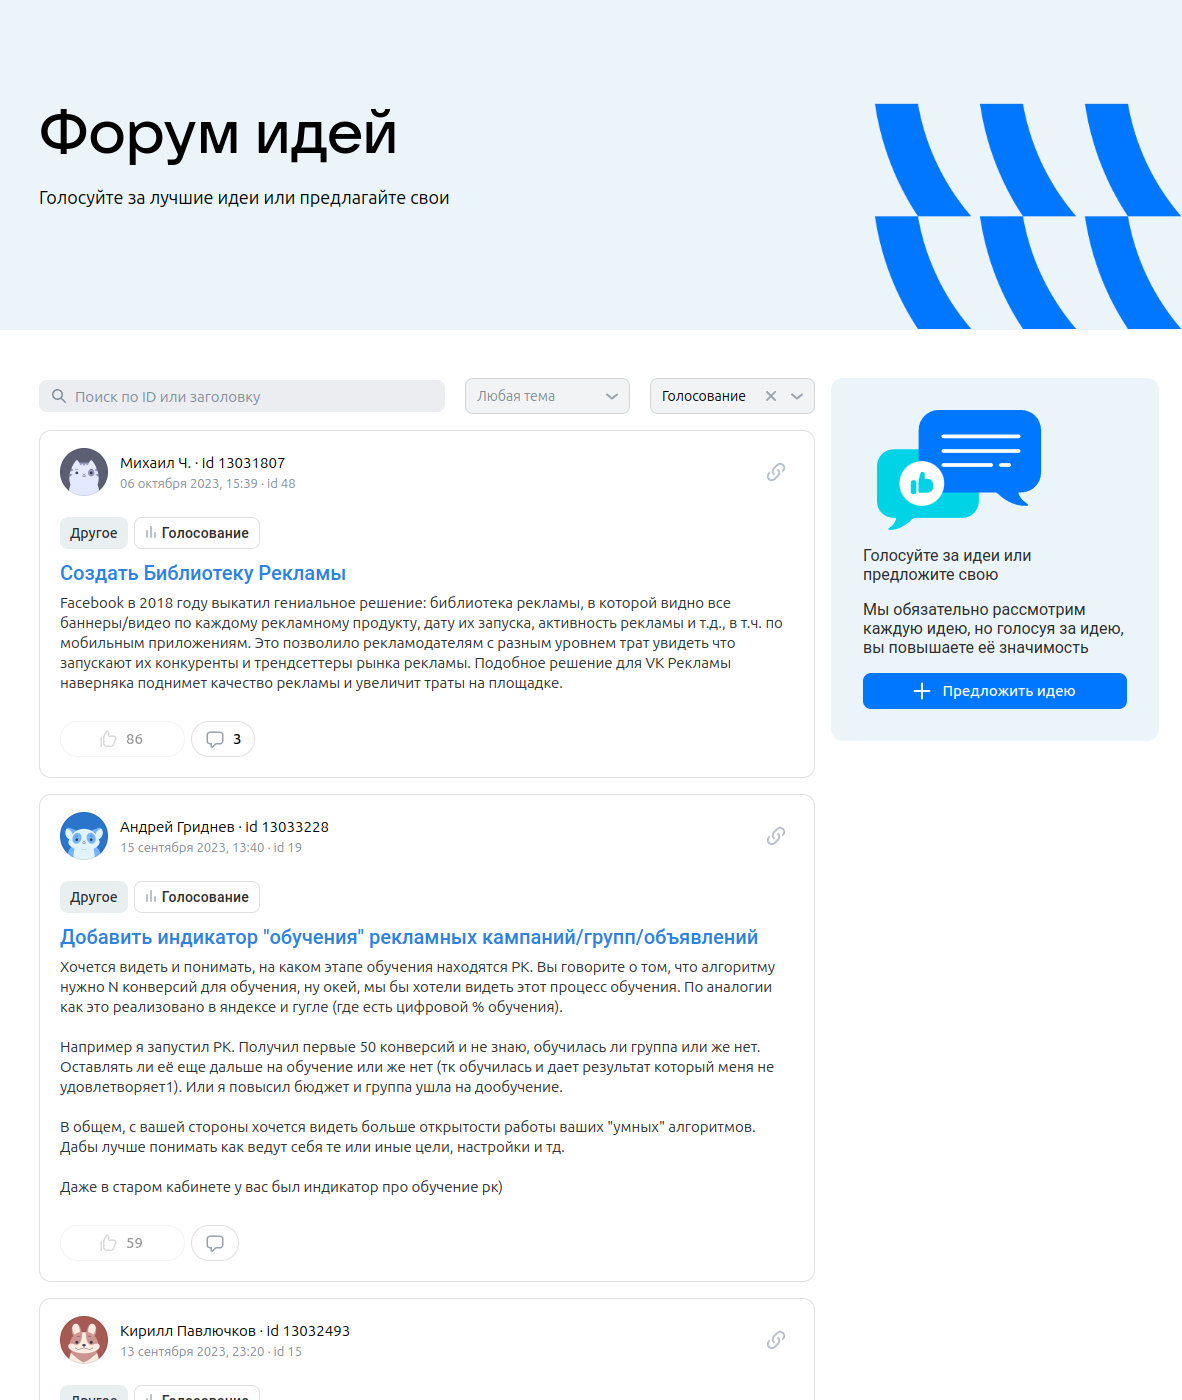 Форум идей
Голосуйте за лучшие идеи или предлагайте свои
Поиск по ID или заголовку
Любая тема
Голосование
Михаил Ч. · id 13031807
06 октября 2023, 15:39 · id 48
Другое
Голосование
Создать Библиотеку Рекламы
Facebook в 2018 году выкатил гениальное решение: библиотека рекламы, в которой видно все
баннеры/видео по каждому рекламному продукту, дату их запуска, активность рекламы и т.д., в т.ч. по
мобильным приложениям. Это позволило рекламодателям с разным уровнем трат увидеть что
запускают их конкуренты и трендсеттеры рынка рекламы. Подобное решение для VK Рекламы
наверняка поднимет качество рекламы и увеличит траты на площадке.
86
3
Голосуйте за идеи или
предложите свою
Мы обязательно рассмотрим
каждую идею, но голосуя за идею,
вы повышаете её значимость
Предложить идею
Андрей Гриднев · id 13033228
15 сентября 2023, 13:40 · id 19
Другое
Голосование
Добавить индикатор "обучения" рекламных кампаний/групп/объявлений
Хочется видеть и понимать, на каком этапе обучения находятся РК. Вы говорите о том, что алгоритму
нужно N конверсий для обучения, ну окей, мы бы хотели видеть этот процесс обучения. По аналогии
как это реализовано в яндексе и гугле (где есть цифровой % обучения).
Например я запустил РК. Получил первые 50 конверсий и не знаю, обучилась ли группа или же нет.
Оставлять ли её еще дальше на обучение или же нет (тк обучилась и дает результат который меня не
удовлетворяет1). Или я повысил бюджет и группа ушла на дообучение.
В общем, с вашей стороны хочется видеть больше открытости работы ваших "умных" алгоритмов.
Дабы лучше понимать как ведут себя те или иные цели, настройки и тд.
Даже в старом кабинете у вас был индикатор про обучение рк)
59
Кирилл Павлючков · id 13032493
13 сентября 2023, 23:20 · id 15
Другое
Голосование